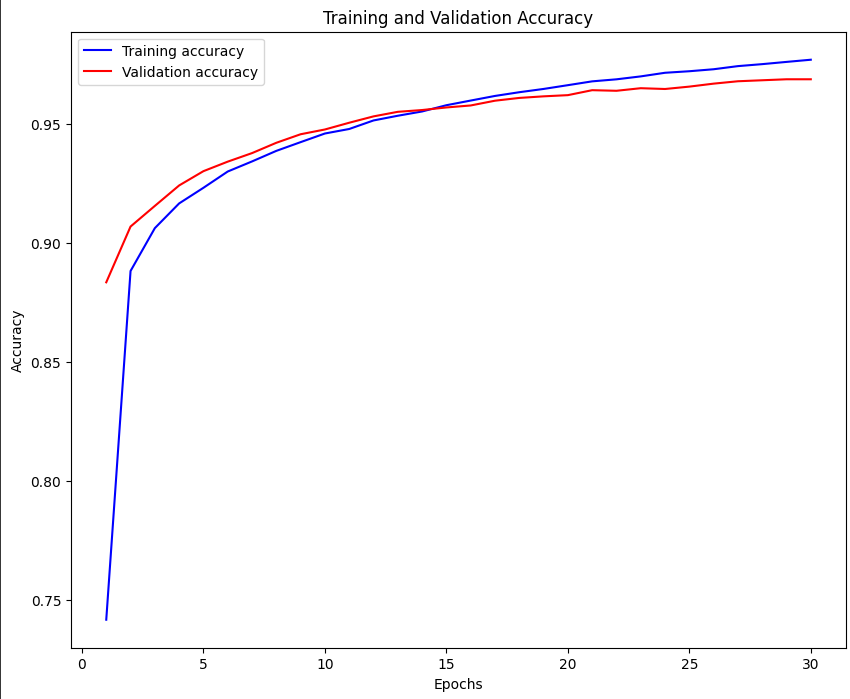 Training and Validation Accuracy
Training accuracy
Validation accuracy
Accuracy
0.95
0.90
0.85
0.80
0.75
0 5 10 15 20 25 30
Epochs